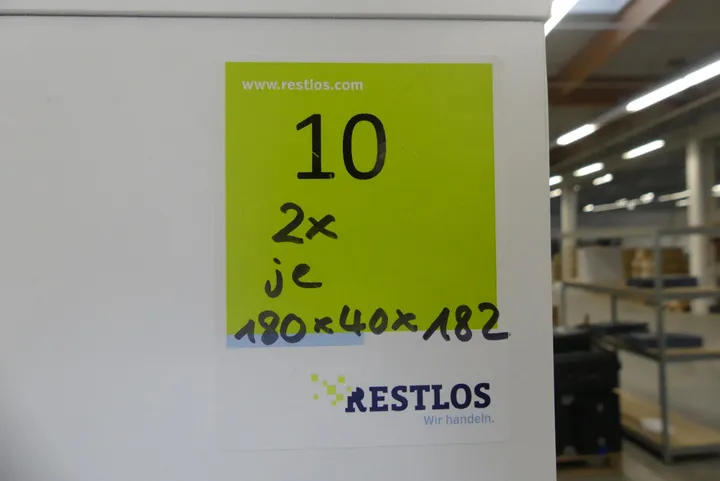 www.restlos.com
10
2x
je
180x40x182
RESTLOS
Wir handeln.